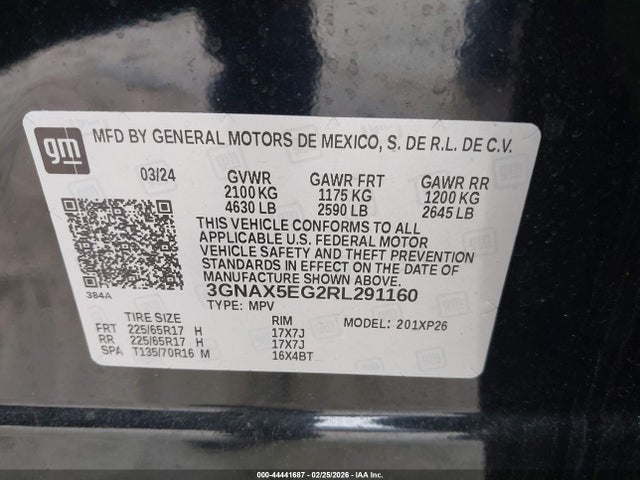 gm
MFD BY GENERAL MOTORS DE MEXICO, S. DE R.L. DE C.V.
03/24 GVWR GAWR FRT GAWR RR
2100 KG 1175 KG 1200 KG
4630 LB 2590 LB 2645 LB
THIS VEHICLE CONFORMS TO ALL
APPLICABLE U.S. FEDERAL MOTOR
VEHICLE SAFETY AND THEFT PREVENTION
STANDARDS IN EFFECT ON THE DATE OF
MANUFACTURE SHOWN ABOVE.
384A
3GNAX5EG2RL291160
TYPE: MPV
TIRE SIZE RIM MODEL: 201XP26
FRT 225/65R17 H 17X7J
RR 225/65R17 H 17X7J
SPA T135/70R16 M 16X4BT
000-44441687 - 02/25/2026 - IAA Inc.